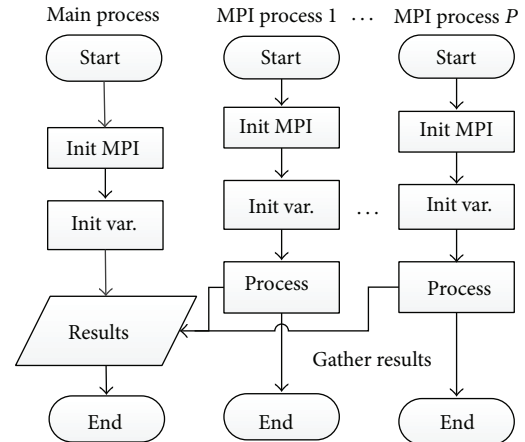 Main process
MPI process 1 ... MPI process P
Start
Start
Start
Init MPI
Init MPI
Init MPI
Init var.
Init var.
...
Init var.
Process
Process
Results
Gather results
End
End
End